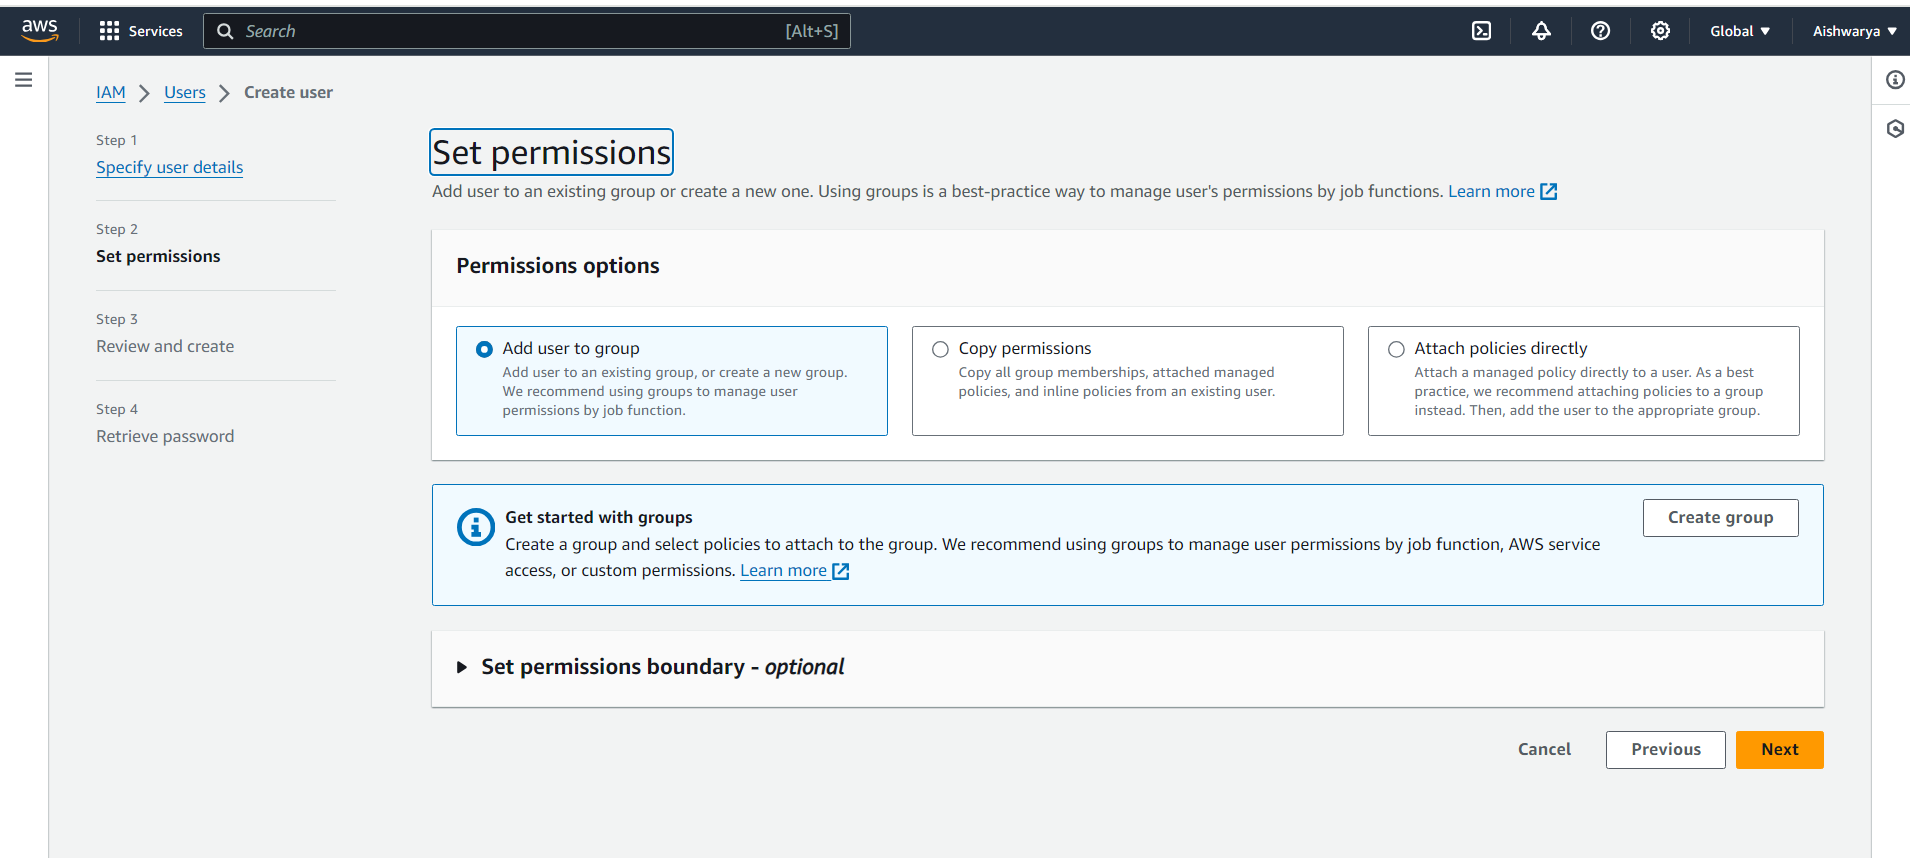 aws
Services
Search
[Alt+S]
Global
Aishwarya
IAM
Users
Create user
Step 1
Specify user details
Step 2
Set permissions
Step 3
Review and create
Step 4
Retrieve password
Set permissions
Add user to an existing group or create a new one. Using groups is a best-practice way to manage user's permissions by job functions. Learn more
Permissions options
Add user to group
Add user to an existing group, or create a new group.
We recommend using groups to manage user
permissions by job function.
Copy permissions
Copy all group memberships, attached managed
policies, and inline policies from an existing user.
Attach policies directly
Attach a managed policy directly to a user. As a best
practice, we recommend attaching policies to a group
instead. Then, add the user to the appropriate group.
Get started with groups
Create a group and select policies to attach to the group. We recommend using groups to manage user permissions by job function, AWS service
access, or custom permissions. Learn more
Create group
Set permissions boundary - optional
Cancel
Previous
Next